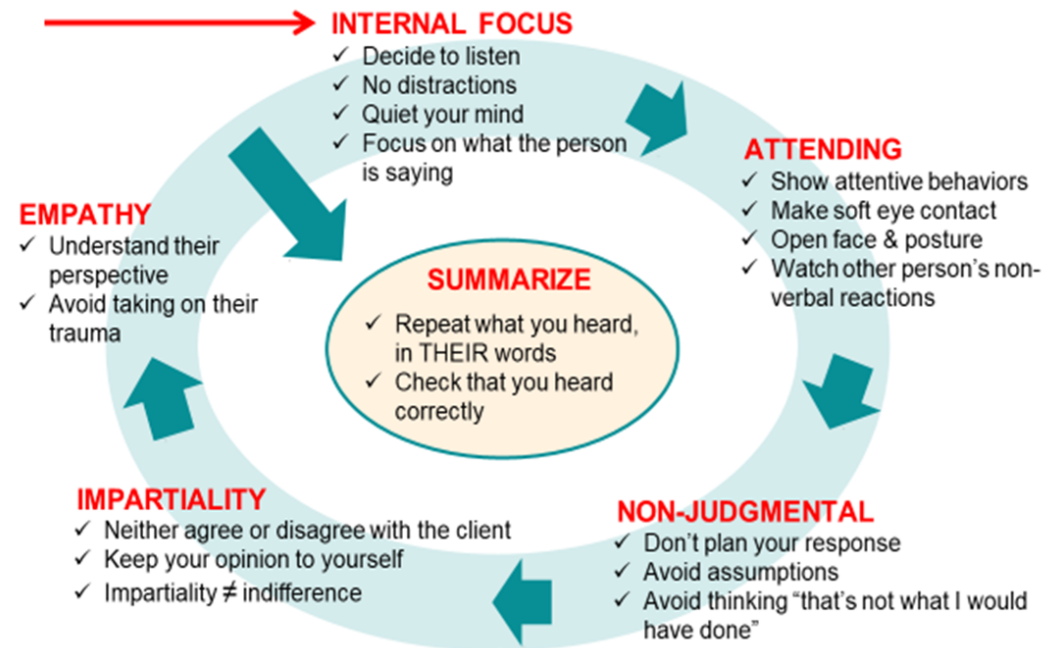 INTERNAL FOCUS
✓ Decide to listen
✓ No distractions
✓ Quiet your mind
✓ Focus on what the person
is saying
ATTENDING
✓ Show attentive behaviors
✓ Make soft eye contact
✓ Open face & posture
✓ Watch other person's non-
verbal reactions
NON-JUDGMENTAL
✓ Don't plan your response
✓ Avoid assumptions
✓ Avoid thinking “that's not what I would
have done”
IMPARTIALITY
✓ Neither agree or disagree with the client
✓ Keep your opinion to yourself
✓ Impartiality ≠ indifference
EMPATHY
✓ Understand their
perspective
✓ Avoid taking on their
trauma
SUMMARIZE
✓ Repeat what you heard,
in THEIR words
✓ Check that you heard
correctly